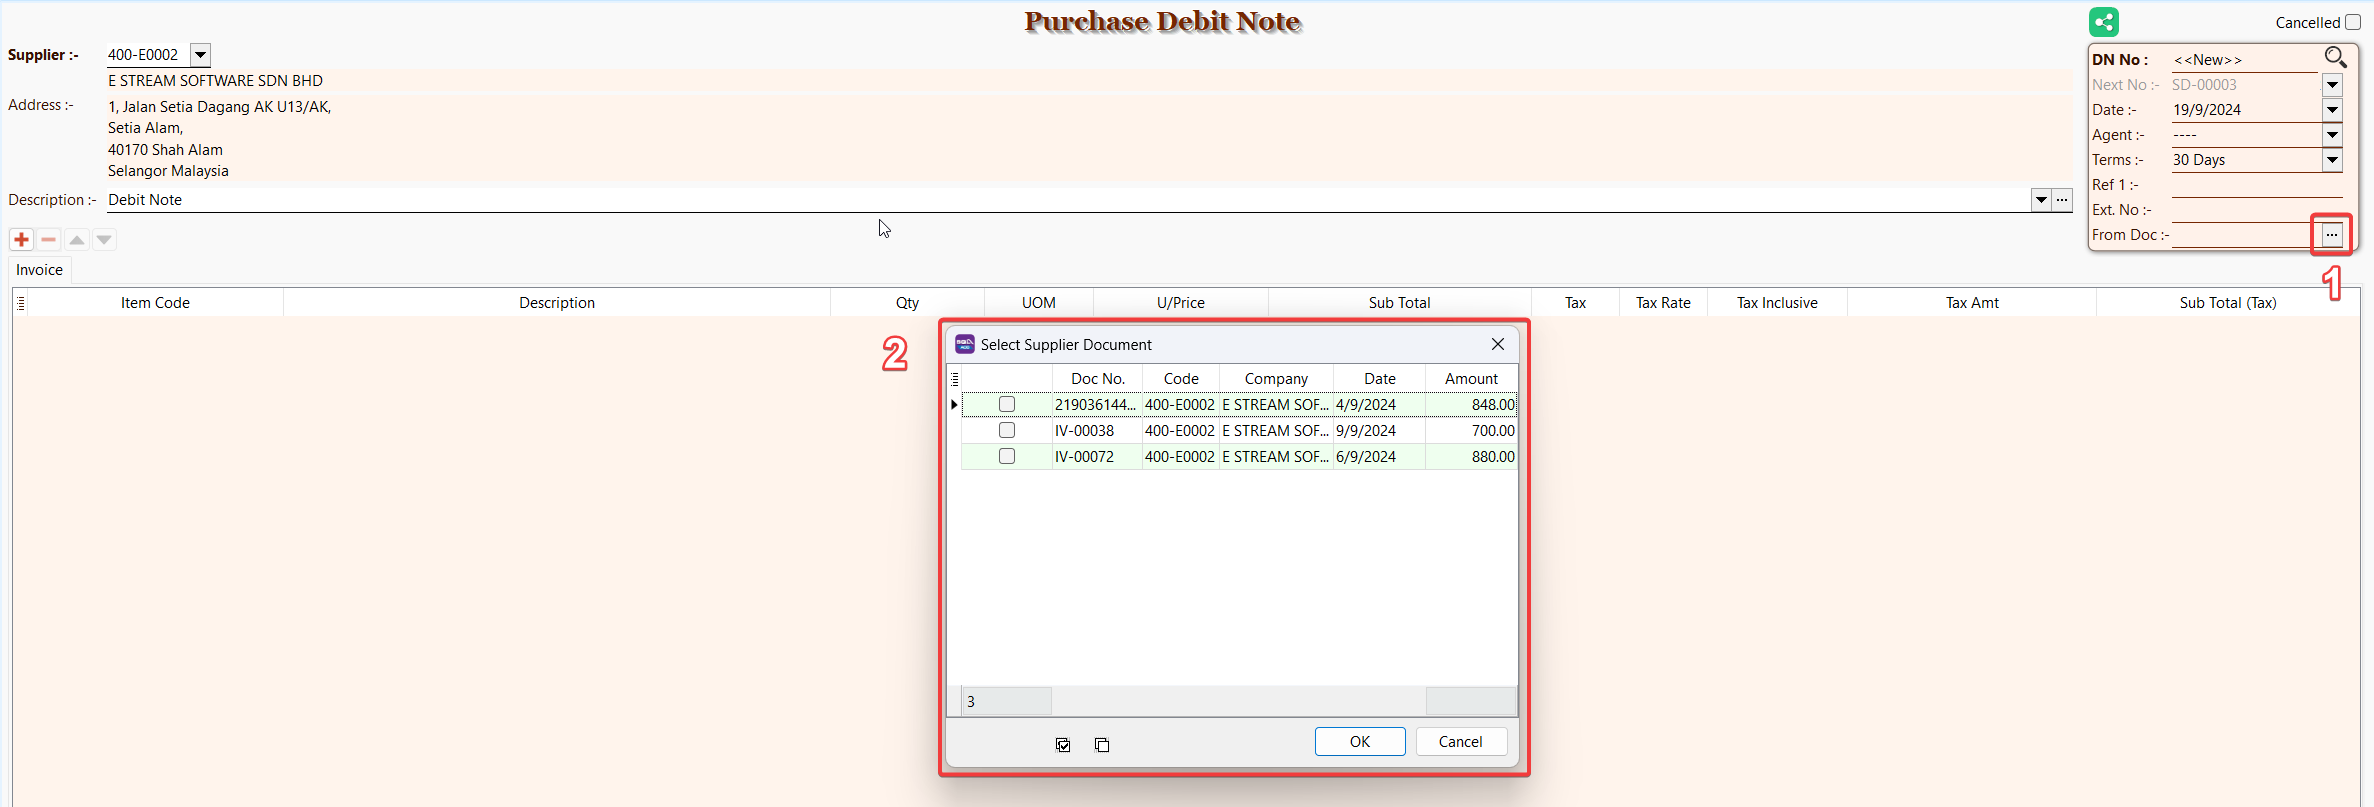 Purchase Debit Note
Cancelled
Supplier :- 400-E0002
E STREAM SOFTWARE SDN BHD
Address :- 1, Jalan Setia Dagang AK U13/AK,
Setia Alam,
40170 Shah Alam
Selangor Malaysia
Description :- Debit Note
DN No : <<New>>
Next No :- SD-00003
Date :- 19/9/2024
Agent :- ----
Terms :- 30 Days
Ref 1 :-
Ext. No :-
From Doc :- ...
1
Invoice
Item Code Description Qty UOM U/Price Sub Total Tax Tax Rate Tax Inclusive Tax Amt Sub Total (Tax)
2
Select Supplier Document
Doc No. Code Company Date Amount
219036144... 400-E0002 E STREAM SOF... 4/9/2024 848.00
IV-00038 400-E0002 E STREAM SOF... 9/9/2024 700.00
IV-00072 400-E0002 E STREAM SOF... 6/9/2024 880.00
3
OK Cancel